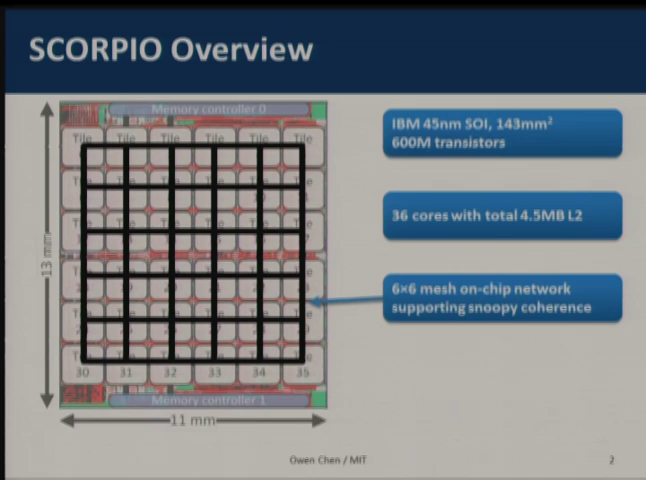 SCORPIO Overview
Memory controller 0
Tile Tile Tile Tile Tile Tile
30 31 32 33 34 35
Memory controller 1
13 mm
11 mm
IBM 45nm SOI, 143mm²
600M transistors
36 cores with total 4.5MB L2
6×6 mesh on-chip network
supporting snoopy coherence
Owen Chen / MIT
2